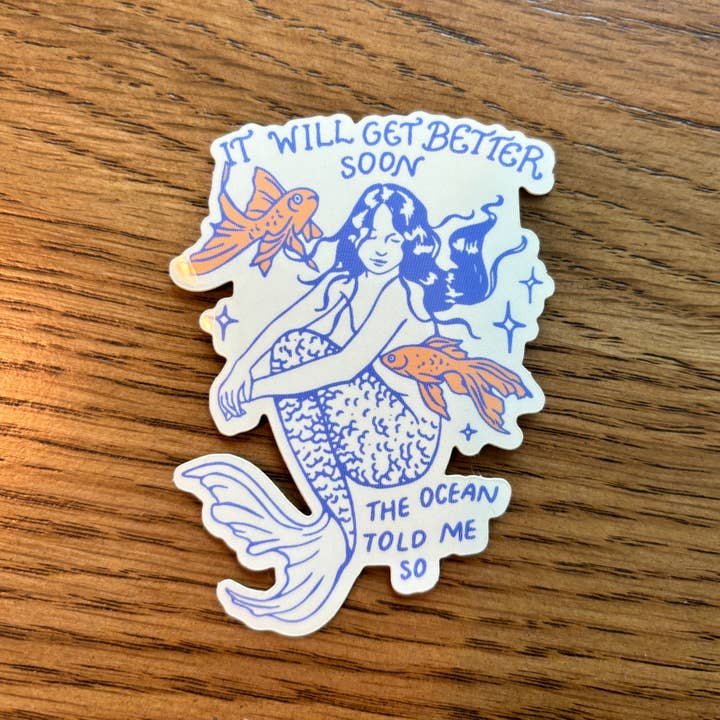 IT WILL GET BETTER
SOON
THE OCEAN
TOLD ME
SO